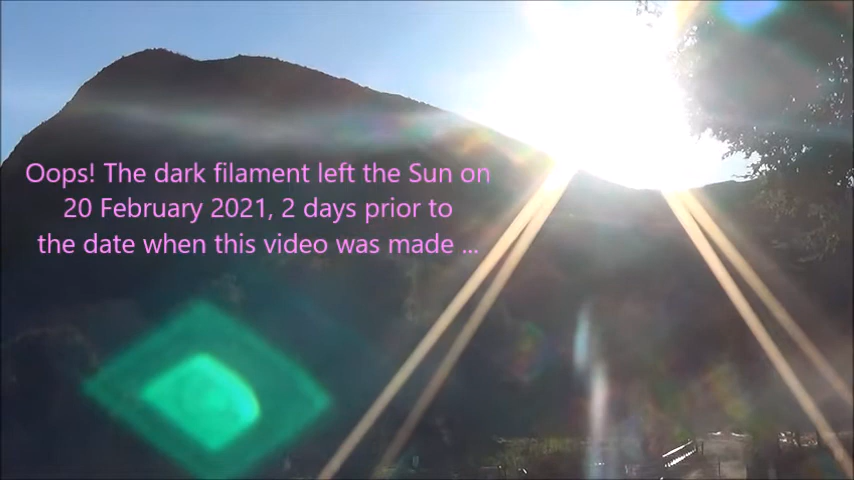 Oops! The dark filament left the Sun on
20 February 2021, 2 days prior to
the date when this video was made ...